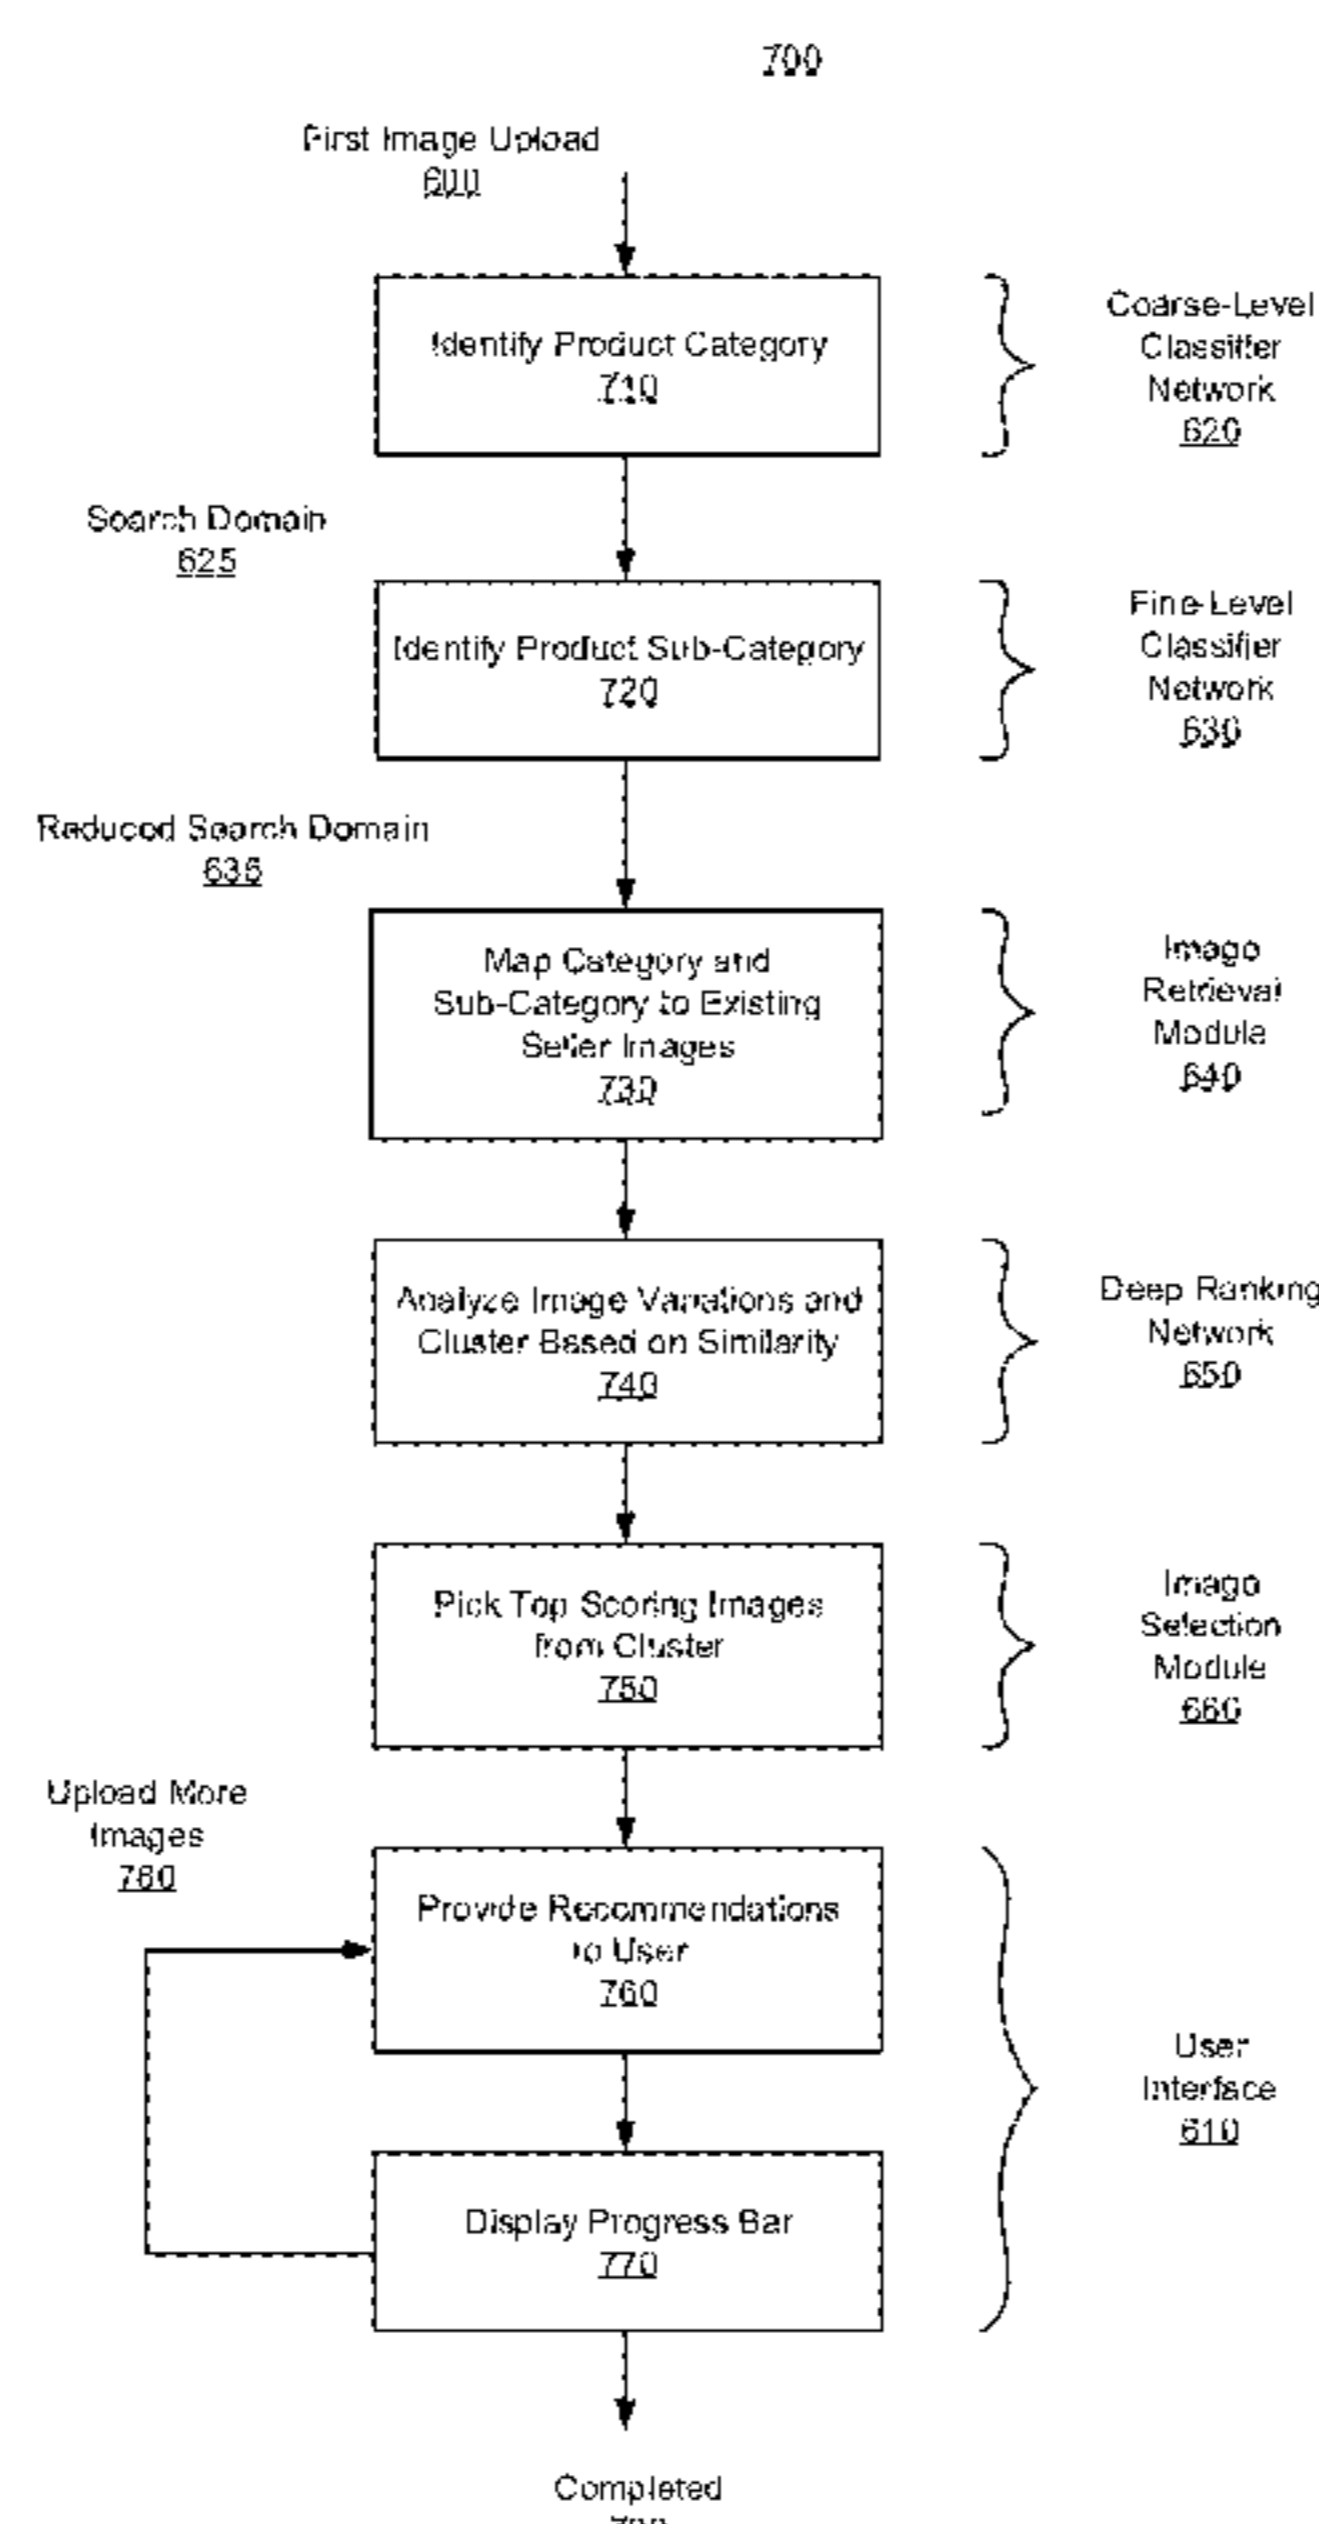 700
First Image Upload
600
Identify Product Category
710
Coarse-Level
Classifier
Network
620
Search Domain
625
Identify Product Sub-Category
720
Fine-Level
Classifier
Network
630
Reduced Search Domain
635
Map Category and
Sub-Category to Existing
Seller Images
730
Image
Retrieval
Module
640
Analyze Image Variations and
Cluster Based on Similarity
740
Deep Ranking
Network
650
Pick Top Scoring Images
from Cluster
750
Image
Selection
Module
660
Upload More
Images
780
Provide Recommendations
to User
760
User
Interface
610
Display Progress Bar
770
Completed